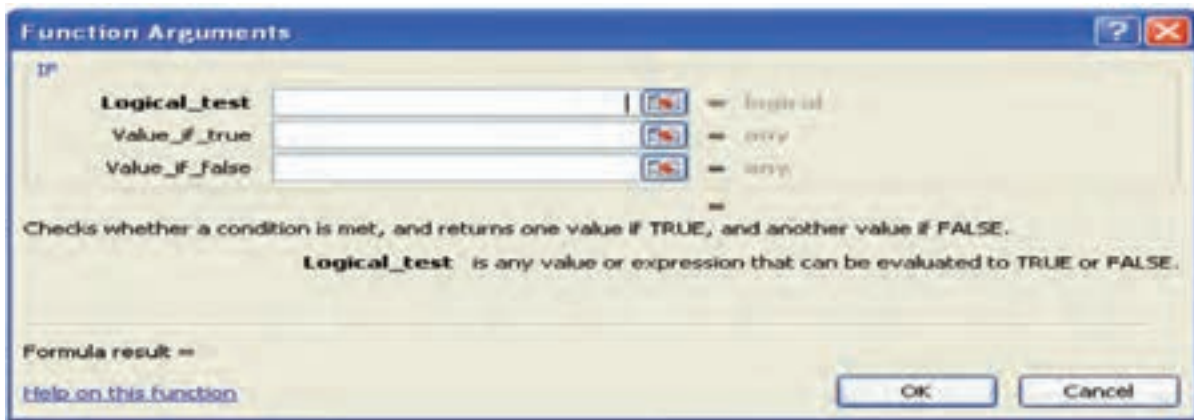 Function Arguments
IF
Logical_test = logical
Value_if_true = any
Value_if_false = any
=
Checks whether a condition is met, and returns one value if TRUE, and another value if FALSE.
Logical_test is any value or expression that can be evaluated to TRUE or FALSE.
Formula result =
Help on this function
OK Cancel